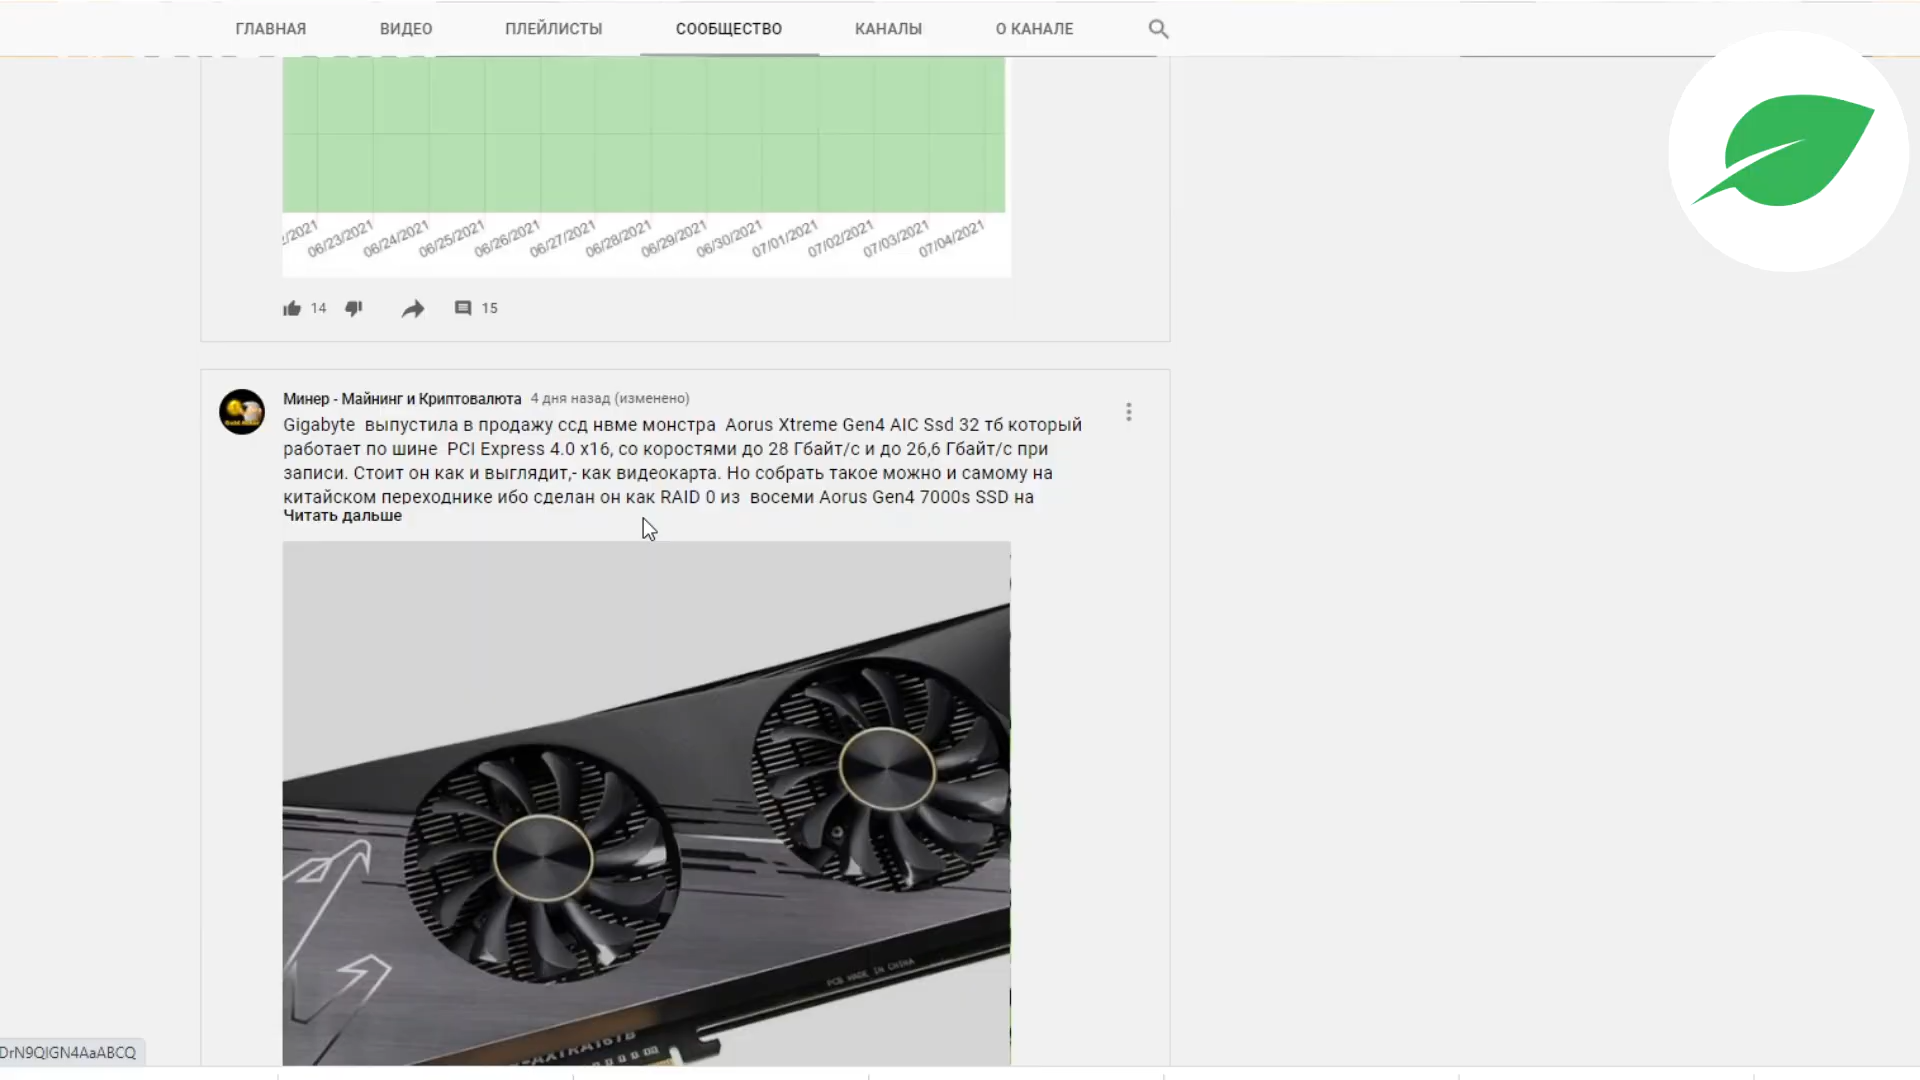 ГЛАВНАЯ
ВИДЕО
ПЛЕЙЛИСТЫ
СООБЩЕСТВО
КАНАЛЫ
О КАНАЛЕ
06/23/2021
06/24/2021
06/25/2021
06/26/2021
06/27/2021
06/28/2021
06/29/2021
06/30/2021
07/01/2021
07/02/2021
07/03/2021
07/04/2021
14
15
Минер - Майнинг и Криптовалюта 4 дня назад (изменено)
Gigabyte выпустила в продажу ссд нвме монстра Aorus Xtreme Gen4 AIC Ssd 32 тб который
работает по шине PCI Express 4.0 x16, со коростями до 28 Гбайт/с и до 26,6 Гбайт/с при
записи. Стоит он как и выглядит,- как видеокарта. Но собрать такое можно и самому на
китайском переходнике ибо сделан он как RAID 0 из восеми Aorus Gen4 7000s SSD на
Читать дальше
PCB MADE IN CHINA
DrN9QIGN4AaABCQ